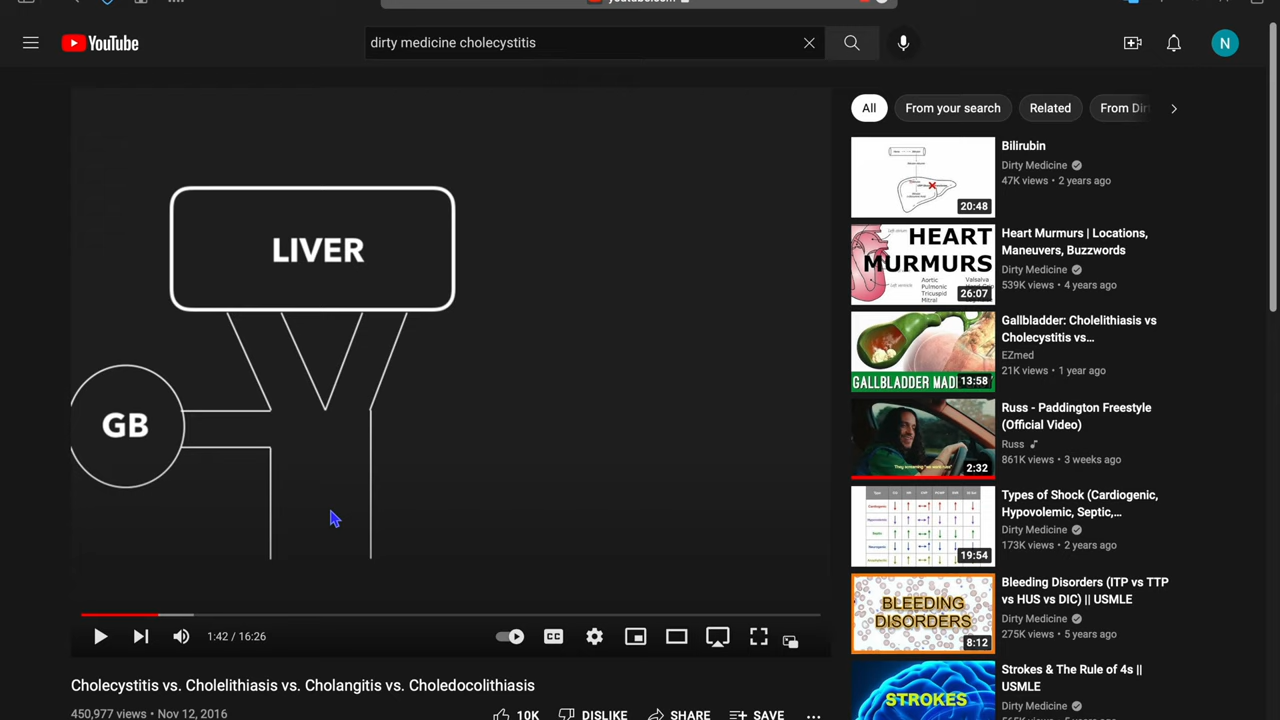 YouTube
dirty medicine cholecystitis
N
All
From your search
Related
LIVER
GB
1:42 / 16:26
CC
Cholecystitis vs. Cholelithiasis vs. Cholangitis vs. Choledocolithiasis
450,977 views • Nov 12, 2016
10K
DISLIKE
SHARE
SAVE
20:48
Bilirubin
Dirty Medicine
47K views • 2 years ago
HEART
MURMURS
Aortic
Pulmonic
Tricuspid
Mitral
Valsalva
26:07
Heart Murmurs | Locations,
Maneuvers, Buzzwords
Dirty Medicine
539K views • 4 years ago
GALLBLADDER
13:58
Gallbladder: Cholelithiasis vs
Cholecystitis vs...
EZmed
21K views • 1 year ago
2:32
Russ - Paddington Freestyle
(Official Video)
Russ
861K views • 3 weeks ago
19:54
Types of Shock (Cardiogenic,
Hypovolemic, Septic,...
Dirty Medicine
173K views • 2 years ago
BLEEDING
DISORDERS
8:12
Bleeding Disorders (ITP vs TTP
vs HUS vs DIC) || USMLE
Dirty Medicine
275K views • 5 years ago
STROKES
Strokes & The Rule of 4s ||
USMLE
Dirty Medicine